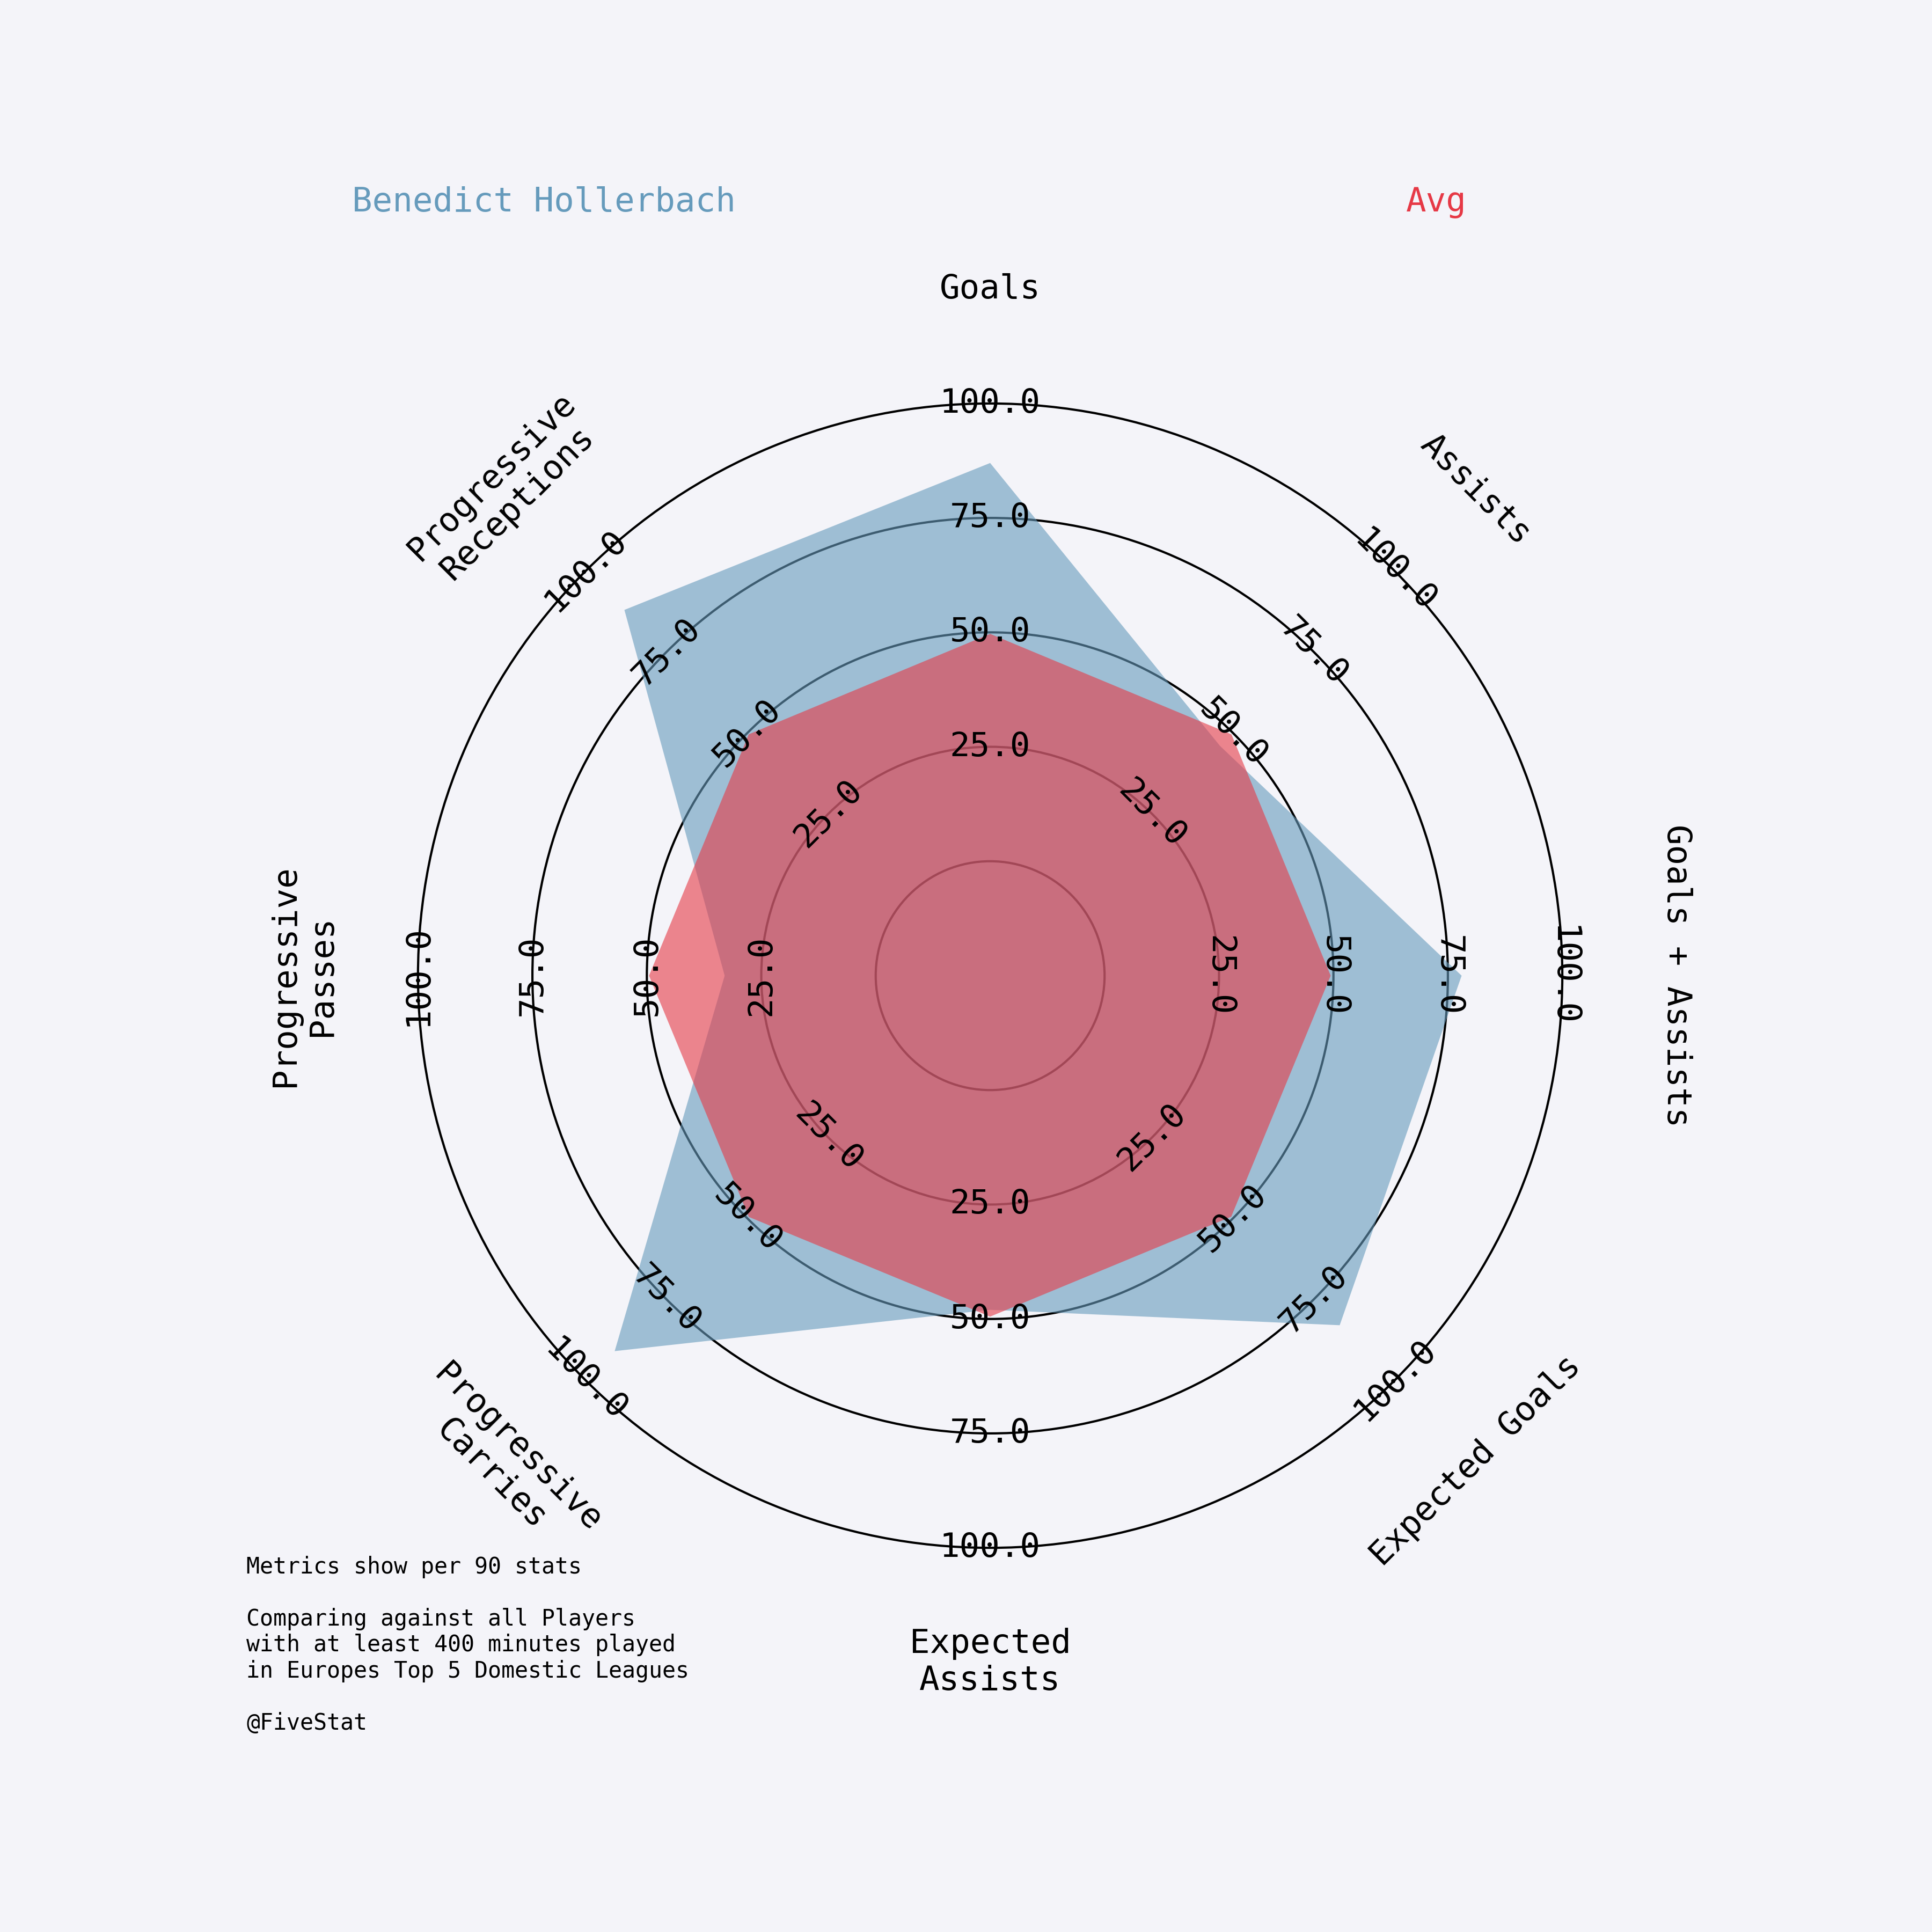 Benedict Hollerbach
Avg
Goals
Assists
Goals + Assists
Expected Goals
Expected
Assists
Progressive
Carries
Progressive
Passes
Progressive
Receptions
25.0
50.0
75.0
100.0
25.0
50.0
75.0
100.0
25.0
50.0
75.0
100.0
25.0
50.0
75.0
100.0
25.0
50.0
75.0
100.0
25.0
50.0
75.0
100.0
25.0
50.0
75.0
100.0
25.0
50.0
75.0
100.0
Metrics show per 90 stats
Comparing against all Players
with at least 400 minutes played
in Europes Top 5 Domestic Leagues
@FiveStat